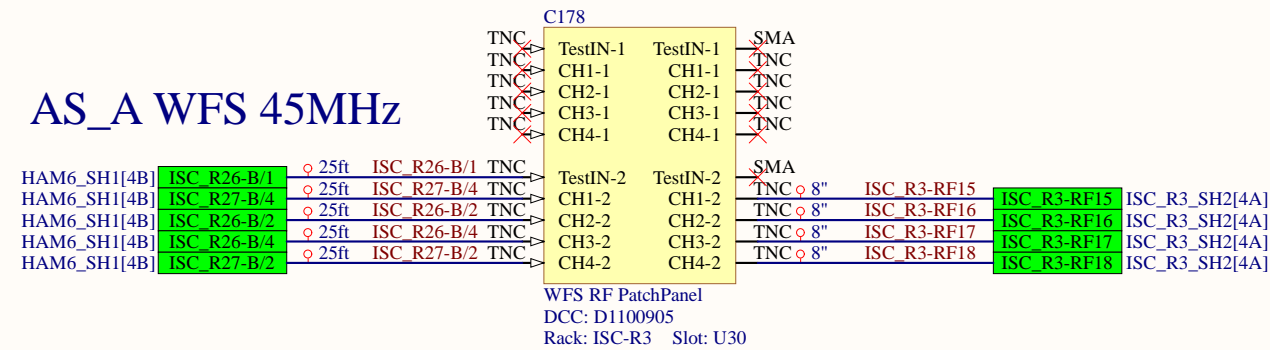 C178
TNC TestIN-1 TestIN-1 SMA
TNC CH1-1 CH1-1 TNC
TNC CH2-1 CH2-1 TNC
TNC CH3-1 CH3-1 TNC
TNC CH4-1 CH4-1 TNC
AS_A WFS 45MHz
HAM6_SH1[4B] ISC_R26-B/1 25ft ISC_R26-B/1 TNC TestIN-2 TestIN-2 SMA
HAM6_SH1[4B] ISC_R27-B/4 25ft ISC_R27-B/4 TNC CH1-2 CH1-2 TNC 8" ISC_R3-RF15 ISC_R3-RF15 ISC_R3_SH2[4A]
HAM6_SH1[4B] ISC_R26-B/2 25ft ISC_R26-B/2 TNC CH2-2 CH2-2 TNC 8" ISC_R3-RF16 ISC_R3-RF16 ISC_R3_SH2[4A]
HAM6_SH1[4B] ISC_R26-B/4 25ft ISC_R26-B/4 TNC CH3-2 CH3-2 TNC 8" ISC_R3-RF17 ISC_R3-RF17 ISC_R3_SH2[4A]
HAM6_SH1[4B] ISC_R27-B/2 25ft ISC_R27-B/2 TNC CH4-2 CH4-2 TNC 8" ISC_R3-RF18 ISC_R3-RF18 ISC_R3_SH2[4A]
WFS RF PatchPanel
DCC: D1100905
Rack: ISC-R3 Slot: U30